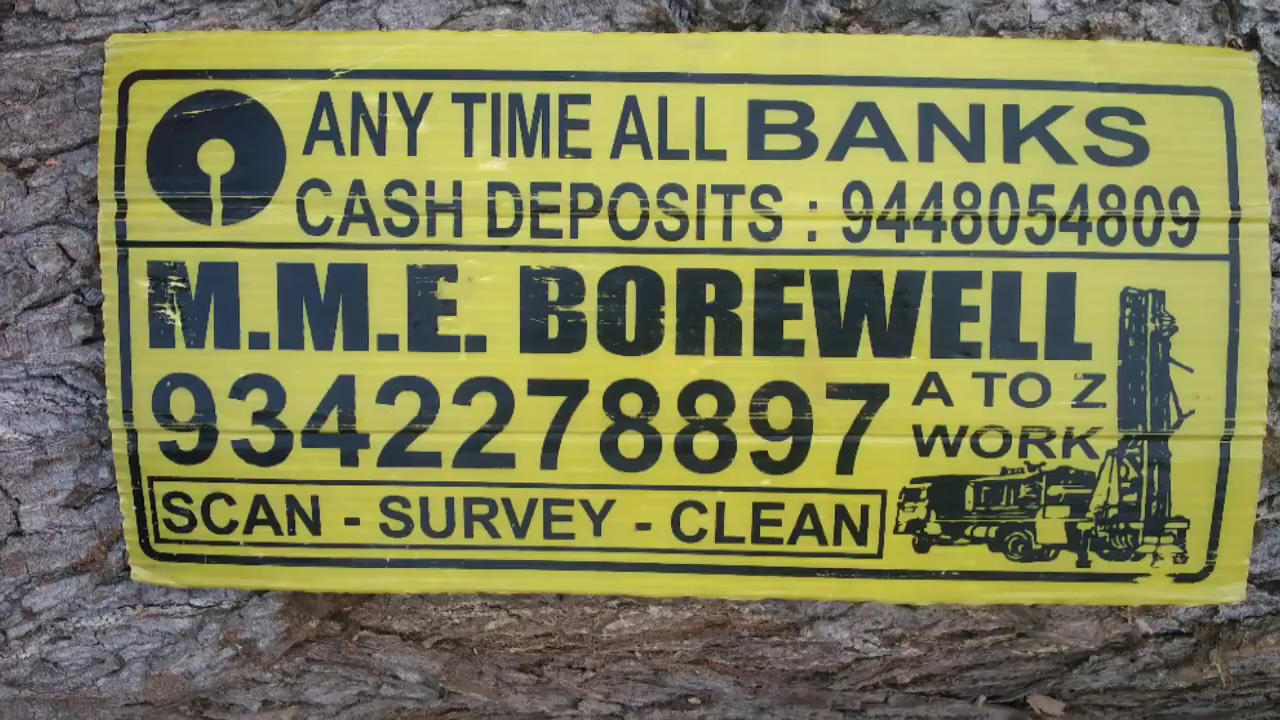 ANY TIME ALL BANKS
CASH DEPOSITS : 9448054809
M.M.E. BOREWELL
9342278897
A TO Z
WORK
SCAN - SURVEY - CLEAN